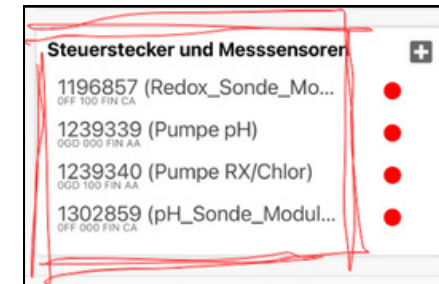 Steuerstecker und Messsensoren
1196857 (Redox_Sonde_Mo...
0FF 100 FIN CA
1239339 (Pumpe pH)
0GD 000 FIN AA
1239340 (Pumpe RX/Chlor)
0GD 100 FIN AA
1302859 (pH_Sonde_Modul...
0FF 000 FIN CA